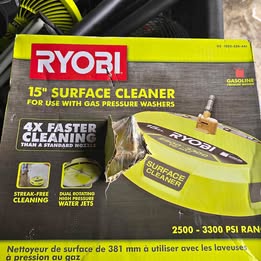 RYOBI
15" SURFACE CLEANER
FOR USE WITH GAS PRESSURE WASHERS
GASOLINE
4X FASTER
CLEANING
THAN A STANDARD NOZZLE
RYOBI
SURFACE
CLEANER
STREAK-FREE
CLEANING
DUAL ROTATING
HIGH PRESSURE
WATER JETS
2500 - 3300 PSI RAN
Nettoyeur de surface de 381 mm à utiliser avec les laveuses
à pression au gaz